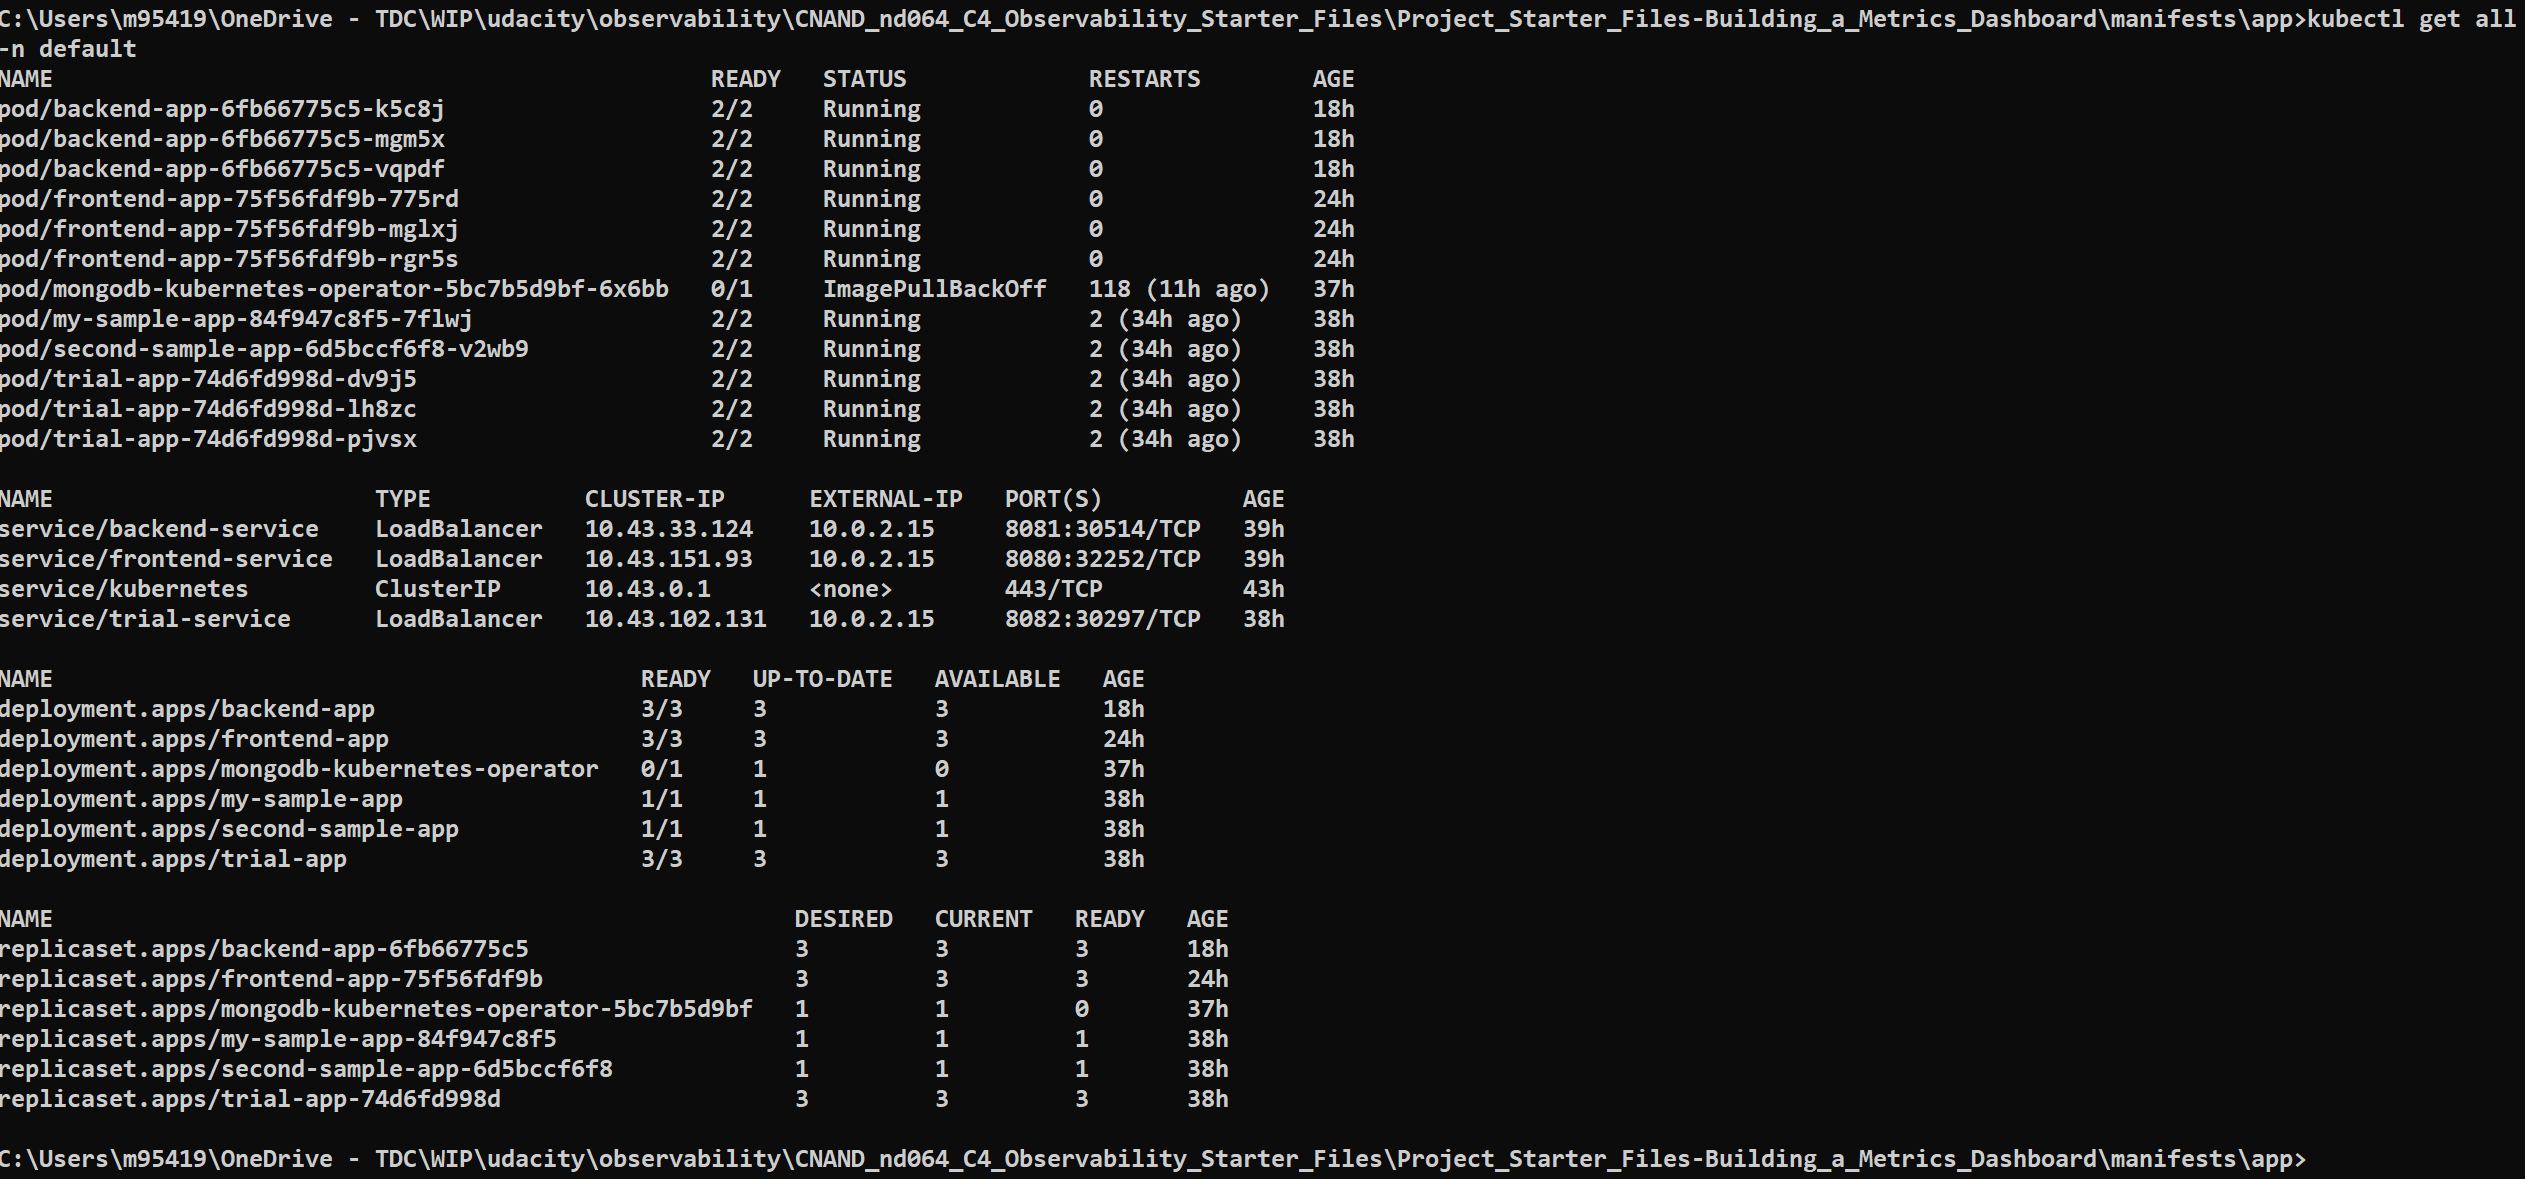 C:\Users\m95419\OneDrive - TDC\WIP\udacity\observability\CNAND_nd064_C4_Observability_Starter_Files\Project_Starter_Files-Building_a_Metrics_Dashboard\manifests\app>kubectl get all
-n default
NAME READY STATUS RESTARTS AGE
pod/backend-app-6fb66775c5-k5c8j 2/2 Running 0 18h
pod/backend-app-6fb66775c5-mgm5x 2/2 Running 0 18h
pod/backend-app-6fb66775c5-vqpdf 2/2 Running 0 18h
pod/frontend-app-75f56fdf9b-775rd 2/2 Running 0 24h
pod/frontend-app-75f56fdf9b-mglxj 2/2 Running 0 24h
pod/frontend-app-75f56fdf9b-rgr5s 2/2 Running 0 24h
pod/mongodb-kubernetes-operator-5bc7b5d9bf-6x6bb 0/1 ImagePullBackOff 118 (11h ago) 37h
pod/my-sample-app-84f947c8f5-7flwj 2/2 Running 2 (34h ago) 38h
pod/second-sample-app-6d5bccf6f8-v2wb9 2/2 Running 2 (34h ago) 38h
pod/trial-app-74d6fd998d-dv9j5 2/2 Running 2 (34h ago) 38h
pod/trial-app-74d6fd998d-lh8zc 2/2 Running 2 (34h ago) 38h
pod/trial-app-74d6fd998d-pjvsx 2/2 Running 2 (34h ago) 38h
NAME TYPE CLUSTER-IP EXTERNAL-IP PORT(S) AGE
service/backend-service LoadBalancer 10.43.33.124 10.0.2.15 8081:30514/TCP 39h
service/frontend-service LoadBalancer 10.43.151.93 10.0.2.15 8080:32252/TCP 39h
service/kubernetes ClusterIP 10.43.0.1 <none> 443/TCP 43h
service/trial-service LoadBalancer 10.43.102.131 10.0.2.15 8082:30297/TCP 38h
NAME READY UP-TO-DATE AVAILABLE AGE
deployment.apps/backend-app 3/3 3 3 18h
deployment.apps/frontend-app 3/3 3 3 24h
deployment.apps/mongodb-kubernetes-operator 0/1 1 0 37h
deployment.apps/my-sample-app 1/1 1 1 38h
deployment.apps/second-sample-app 1/1 1 1 38h
deployment.apps/trial-app 3/3 3 3 38h
NAME DESIRED CURRENT READY AGE
replicaset.apps/backend-app-6fb66775c5 3 3 3 18h
replicaset.apps/frontend-app-75f56fdf9b 3 3 3 24h
replicaset.apps/mongodb-kubernetes-operator-5bc7b5d9bf 1 1 0 37h
replicaset.apps/my-sample-app-84f947c8f5 1 1 1 38h
replicaset.apps/second-sample-app-6d5bccf6f8 1 1 1 38h
replicaset.apps/trial-app-74d6fd998d 3 3 3 38h
C:\Users\m95419\OneDrive - TDC\WIP\udacity\observability\CNAND_nd064_C4_Observability_Starter_Files\Project_Starter_Files-Building_a_Metrics_Dashboard\manifests\app>